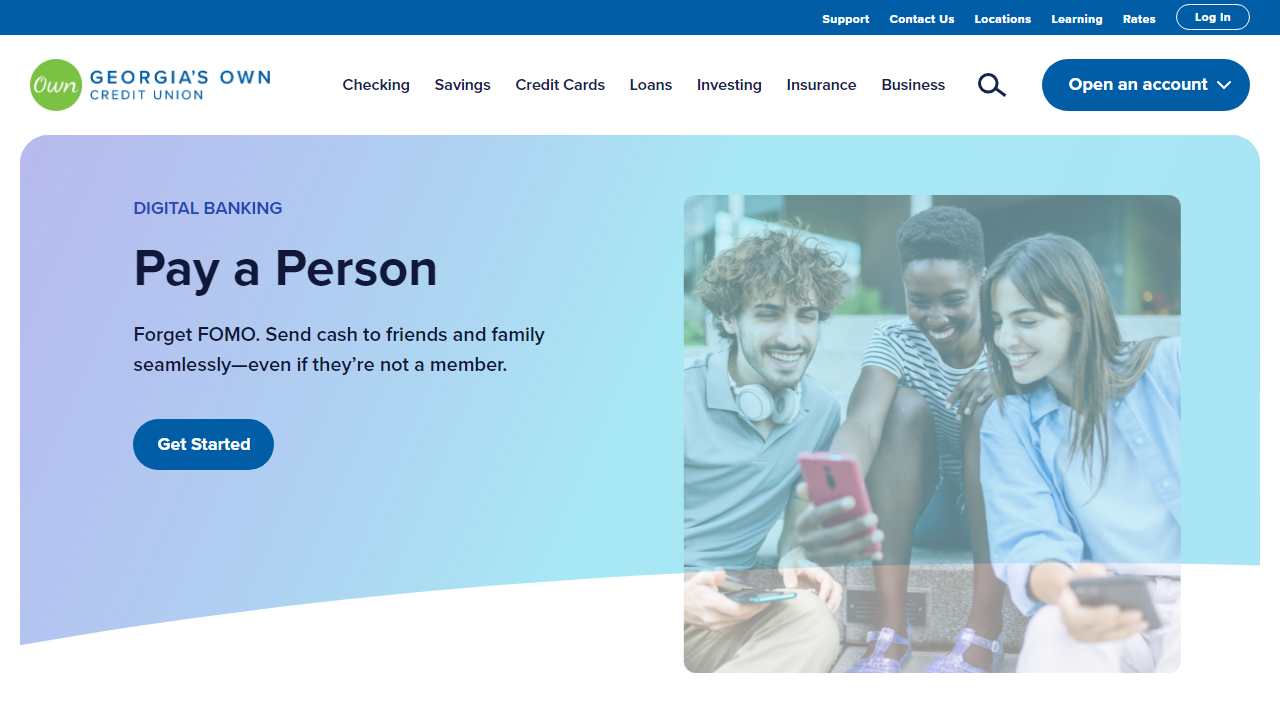 Support Contact Us Locations Learning Rates Log In
Own GEORGIA'S OWN
CREDIT UNION
Checking Savings Credit Cards Loans Investing Insurance Business Open an account
DIGITAL BANKING
Pay a Person
Forget FOMO. Send cash to friends and family
seamlessly—even if they’re not a member.
Get Started